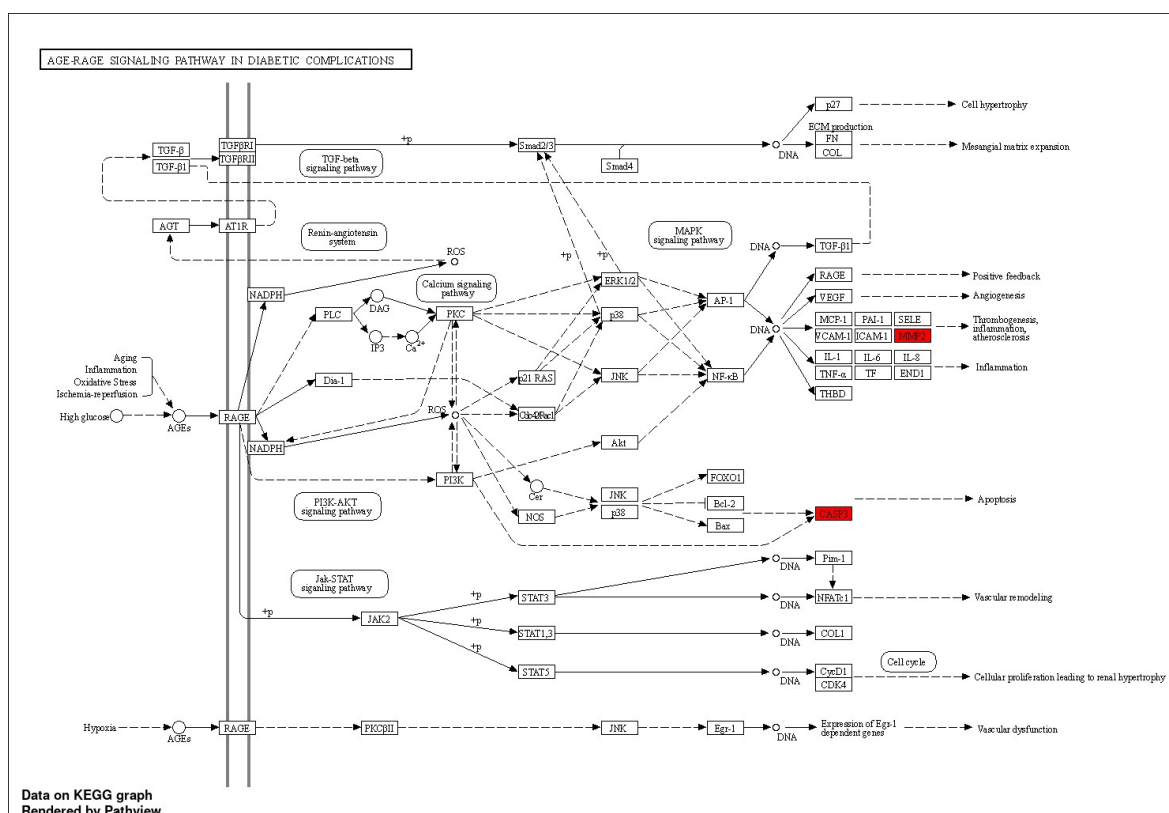 AGE-RAGE SIGNALING PATHWAY IN DIABETIC COMPLICATIONS
p27
Cell hypertrophy
TGF-β
TGF-β1
TGFβRI
TGFβRII
+p
TGF-beta
signaling pathway
Smad2/3
Smad4
DNA
ECM production
FN
COL
Mesangial matrix expansion
AGT
AT1R
Renin-angiotensin
system
MAPK
signaling pathway
DNA
TGF-β1
ROS
+p
+p
NADPH
Calcium signaling
pathway
ERK1/2
RAGE
Positive feedback
PLC
DAG
PKC
AP-1
VEGF
Angiogenesis
IP3
Ca2+
p38
DNA
MCP-1
PAI-1
SELE
VCAM-1
ICAM-1
MMP2
Thrombogenesis,
inflammation,
atherosclerosis
Aging
Inflammation
Oxidative Stress
Ischemia-reperfusion
IL-1
IL-6
IL-8
TNF-α
TF
END1
Inflammation
Dia-1
p21 RAS
JNK
NF-κB
THBD
High glucose
AGEs
RAGE
ROS
NADPH
Akt
PI3K
PI3K-AKT
signaling pathway
Cer
NOS
JNK
p38
FOXO1
Bcl-2
Bax
CASP3
Apoptosis
Jak-STAT
siganling pathway
DNA
Pim-1
+p
+p
JAK2
STAT3
DNA
NFATc1
Vascular remodeling
+p
STAT1,3
DNA
COL1
+p
STAT5
DNA
CycD1
CDK4
Cell cycle
Cellular proliferation leading to renal hypertrophy
Hypoxia
AGEs
RAGE
PKCβII
JNK
Egr-1
DNA
Expression of Egr-1
dependent genes
Vascular dysfunction
Data on KEGG graph
Rendered by Pathview